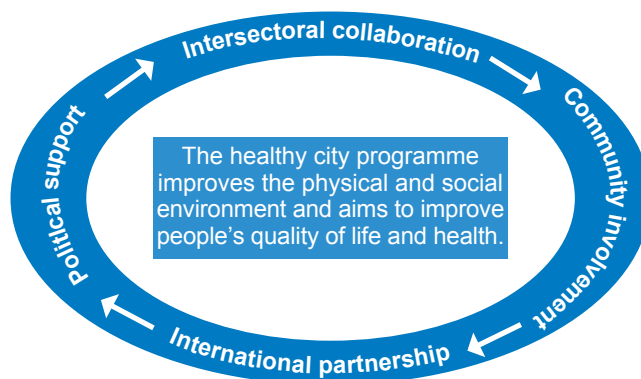 Intersectoral collaboration
Community involvement
International partnership
Political support
The healthy city programme
improves the physical and social
environment and aims to improve
people's quality of life and health.